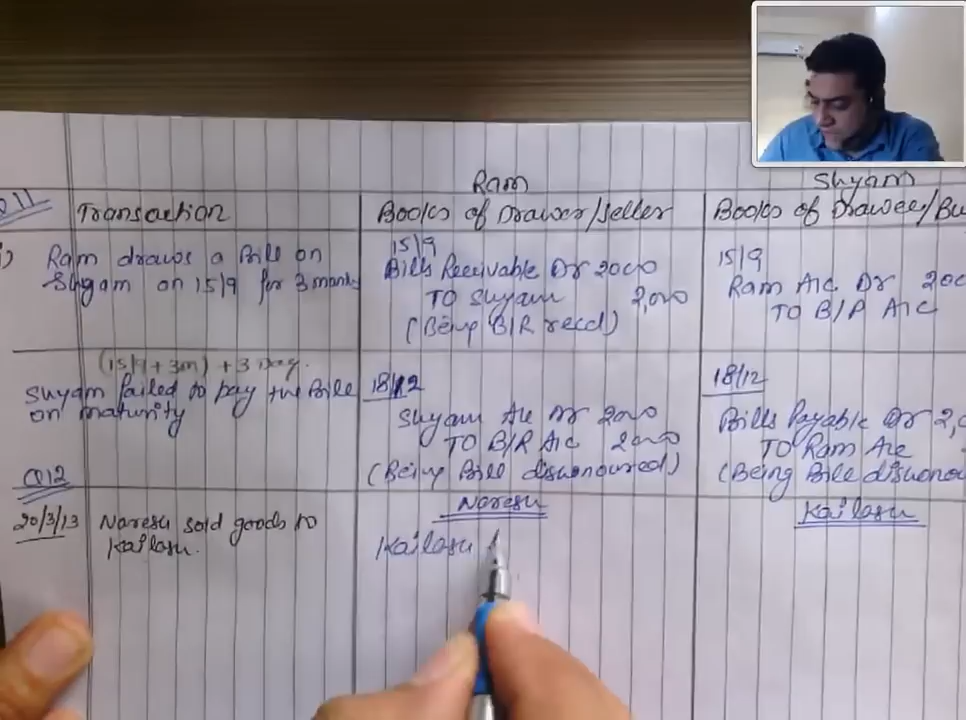 Ram
Shyam
Q11
Transaction
Books of Drawer/Seller
Books of Drawee/Bu
i)
Ram draws a Bill on
Shyam on 15/9 for 3 months
15/9
Bills Receivable Dr 2000
TO Shyam 2,000
(Being B/R recd)
15/9
Ram A/c Dr 200
TO B/P A/C
(15/9+3m) + 3 Day.
Shyam failed to pay the Bill
on maturity
18/12
Shyam A/c Dr 2000
TO B/R A/C 2000
(Being Bill dishonoured)
18/12
Bills Payable Dr 2,0
TO Ram A/c
(Being Bill dishono
Q12
Naresh
Kailash
20/3/13
Naresh sold goods to
Kailash.
Kailash